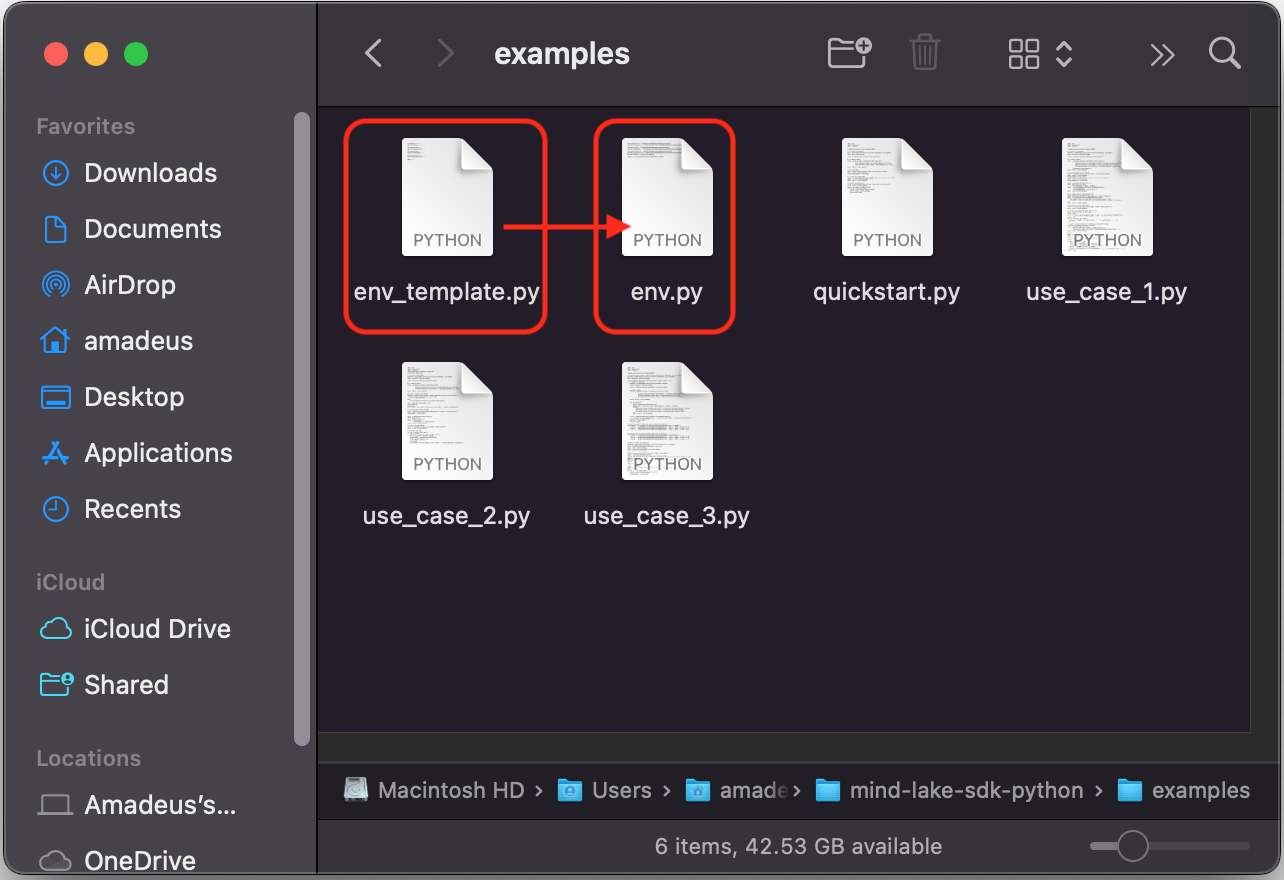 examples
Favorites
Downloads
Documents
AirDrop
amadeus
Desktop
Applications
Recents
iCloud
iCloud Drive
Shared
Locations
Amadeus's...
OneDrive
PYTHON PYTHON PYTHON PYTHON
env_template.py env.py quickstart.py use_case_1.py
PYTHON PYTHON
use_case_2.py use_case_3.py
Macintosh HD › Users › amade › mind-lake-sdk-python › examples
6 items, 42.53 GB available